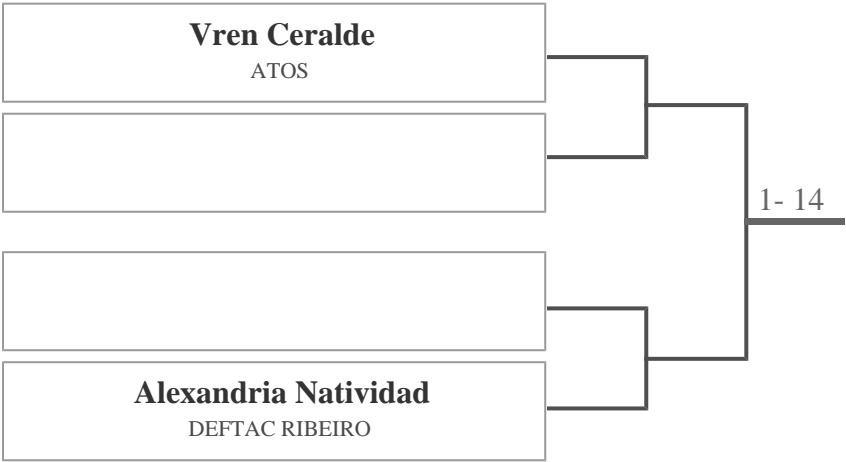 Vren Ceralde
ATOS
1- 14
Alexandria Natividad
DEFTAC RIBEIRO